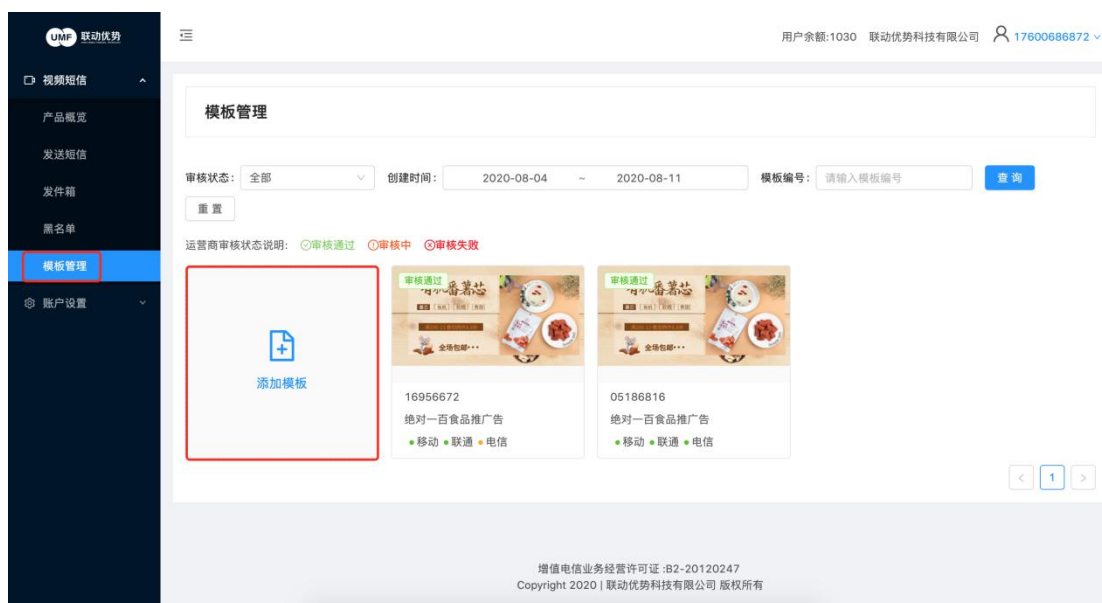 UMF 联动优势
用户余额:1030 联动优势科技有限公司 17600686872
视频短信
产品概览
发送短信
发件箱
黑名单
模板管理
账户设置
模板管理
审核状态: 全部 创建时间: 2020-08-04 ~ 2020-08-11 模板编号: 请输入模板编号 查 询
重 置
运营商审核状态说明: 审核通过 审核中 审核失败
添加模板
审核通过
番薯芯
全场包邮···
16956672
绝对一百食品推广告
移动 联通 电信
审核通过
番薯芯
全场包邮···
05186816
绝对一百食品推广告
移动 联通 电信
< 1 >
增值电信业务经营许可证 :B2-20120247
Copyright 2020 | 联动优势科技有限公司 版权所有